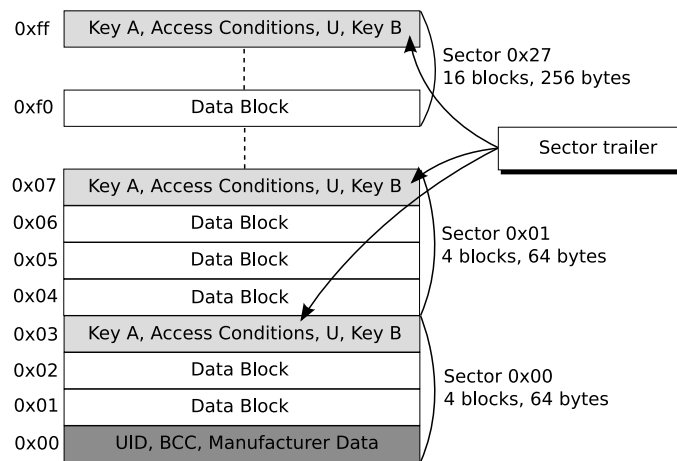 0xff
Key A, Access Conditions, U, Key B
Sector 0x27
16 blocks, 256 bytes
0xf0
Data Block
Sector trailer
0x07
Key A, Access Conditions, U, Key B
0x06
Data Block
Sector 0x01
4 blocks, 64 bytes
0x05
Data Block
0x04
Data Block
0x03
Key A, Access Conditions, U, Key B
0x02
Data Block
Sector 0x00
4 blocks, 64 bytes
0x01
Data Block
0x00
UID, BCC, Manufacturer Data